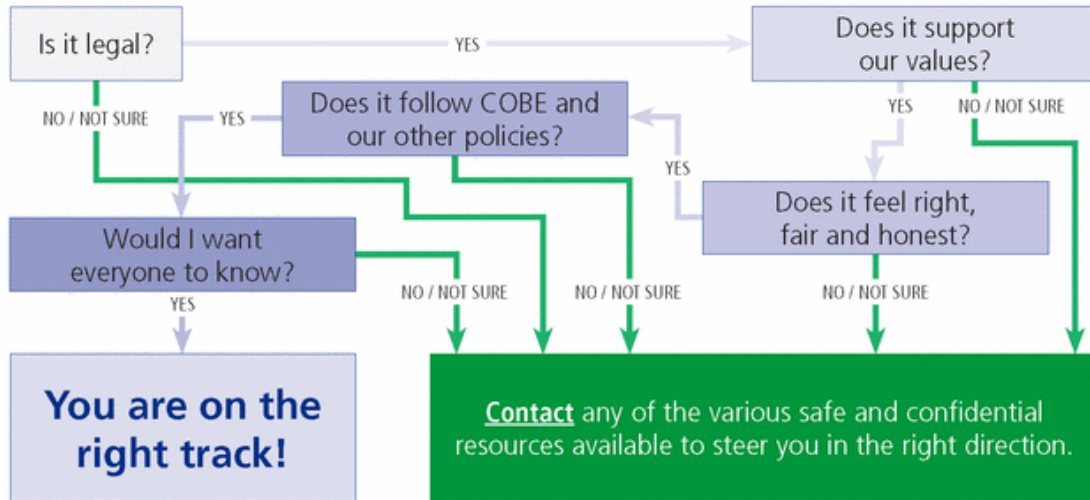 Is it legal?
YES
Does it support
our values?
NO / NOT SURE
YES
NO / NOT SURE
Does it feel right,
fair and honest?
YES
NO / NOT SURE
Does it follow COBE and
our other policies?
YES
NO / NOT SURE
Would I want
everyone to know?
NO / NOT SURE
YES
You are on the
right track!
Contact any of the various safe and confidential
resources available to steer you in the right direction.